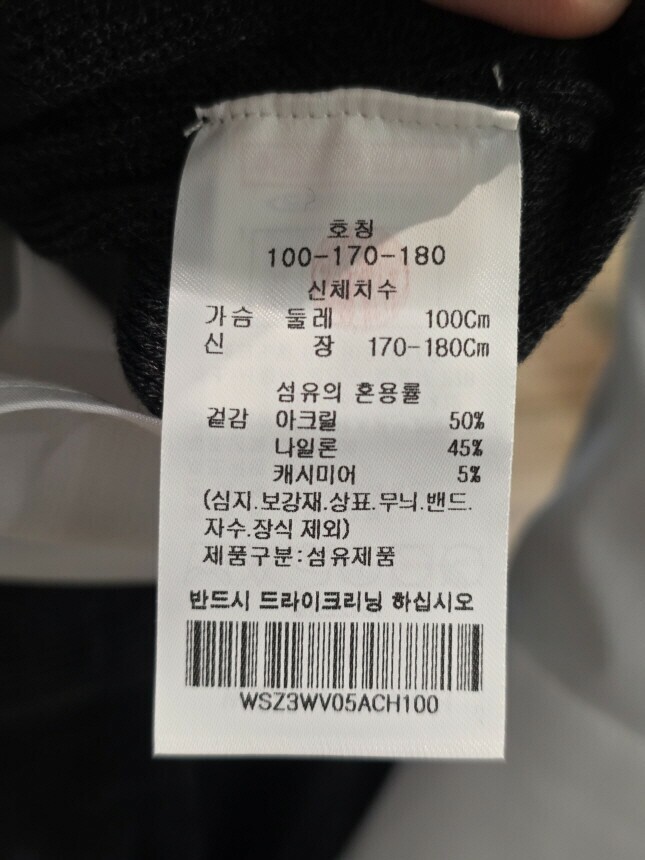 호칭
100-170-180
신체치수
가슴 둘레 100Cm
신 장 170-180Cm
섬유의 혼용률
겉감 아크릴 50%
나일론 45%
캐시미어 5%
(심지.보강재.상표.무늬.밴드.
자수.장식 제외)
제품구분:섬유제품
반드시 드라이크리닝 하십시오
WSZ3WV05ACH100